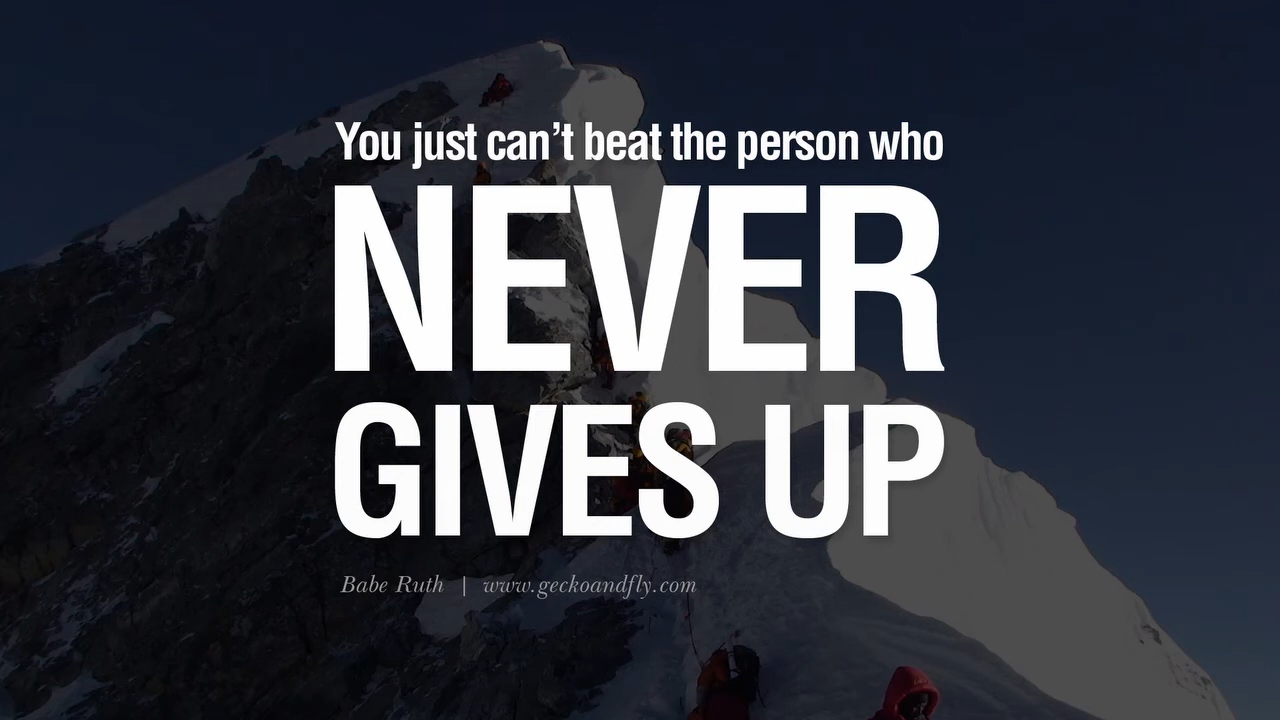 You just can’t beat the person who
NEVER
GIVES UP
Babe Ruth | www.geckoandfly.com